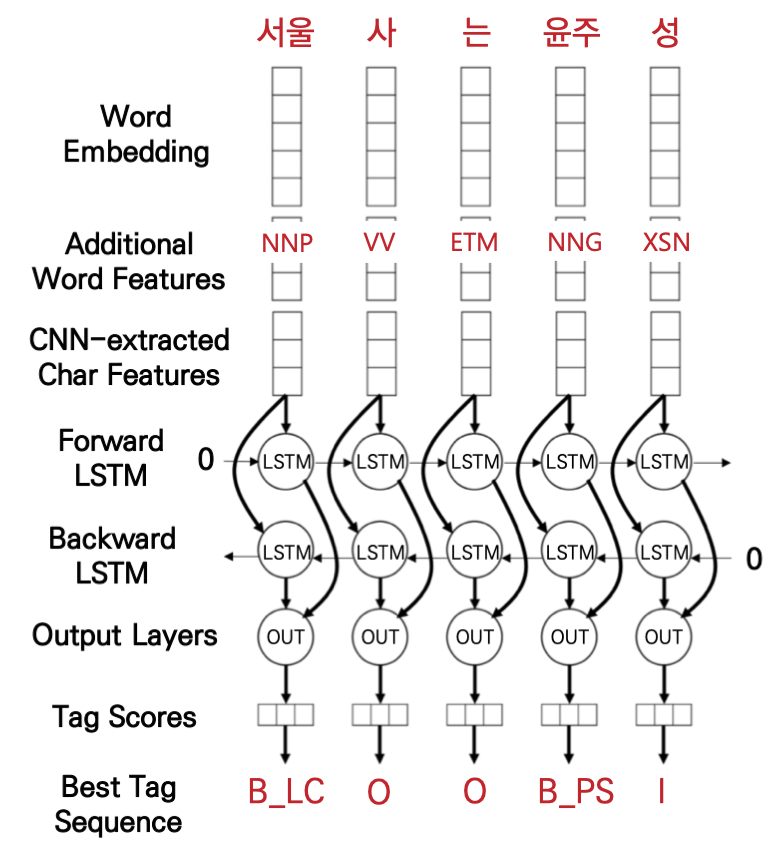 서울 사 는 윤주 성
Word
Embedding
Additional
Word Features
NNP VV ETM NNG XSN
CNN-extracted
Char Features
Forward
LSTM
0 LSTM LSTM LSTM LSTM LSTM
Backward
LSTM
LSTM LSTM LSTM LSTM LSTM 0
Output Layers OUT OUT OUT OUT OUT
Tag Scores
Best Tag
Sequence
B_LC O O B_PS I